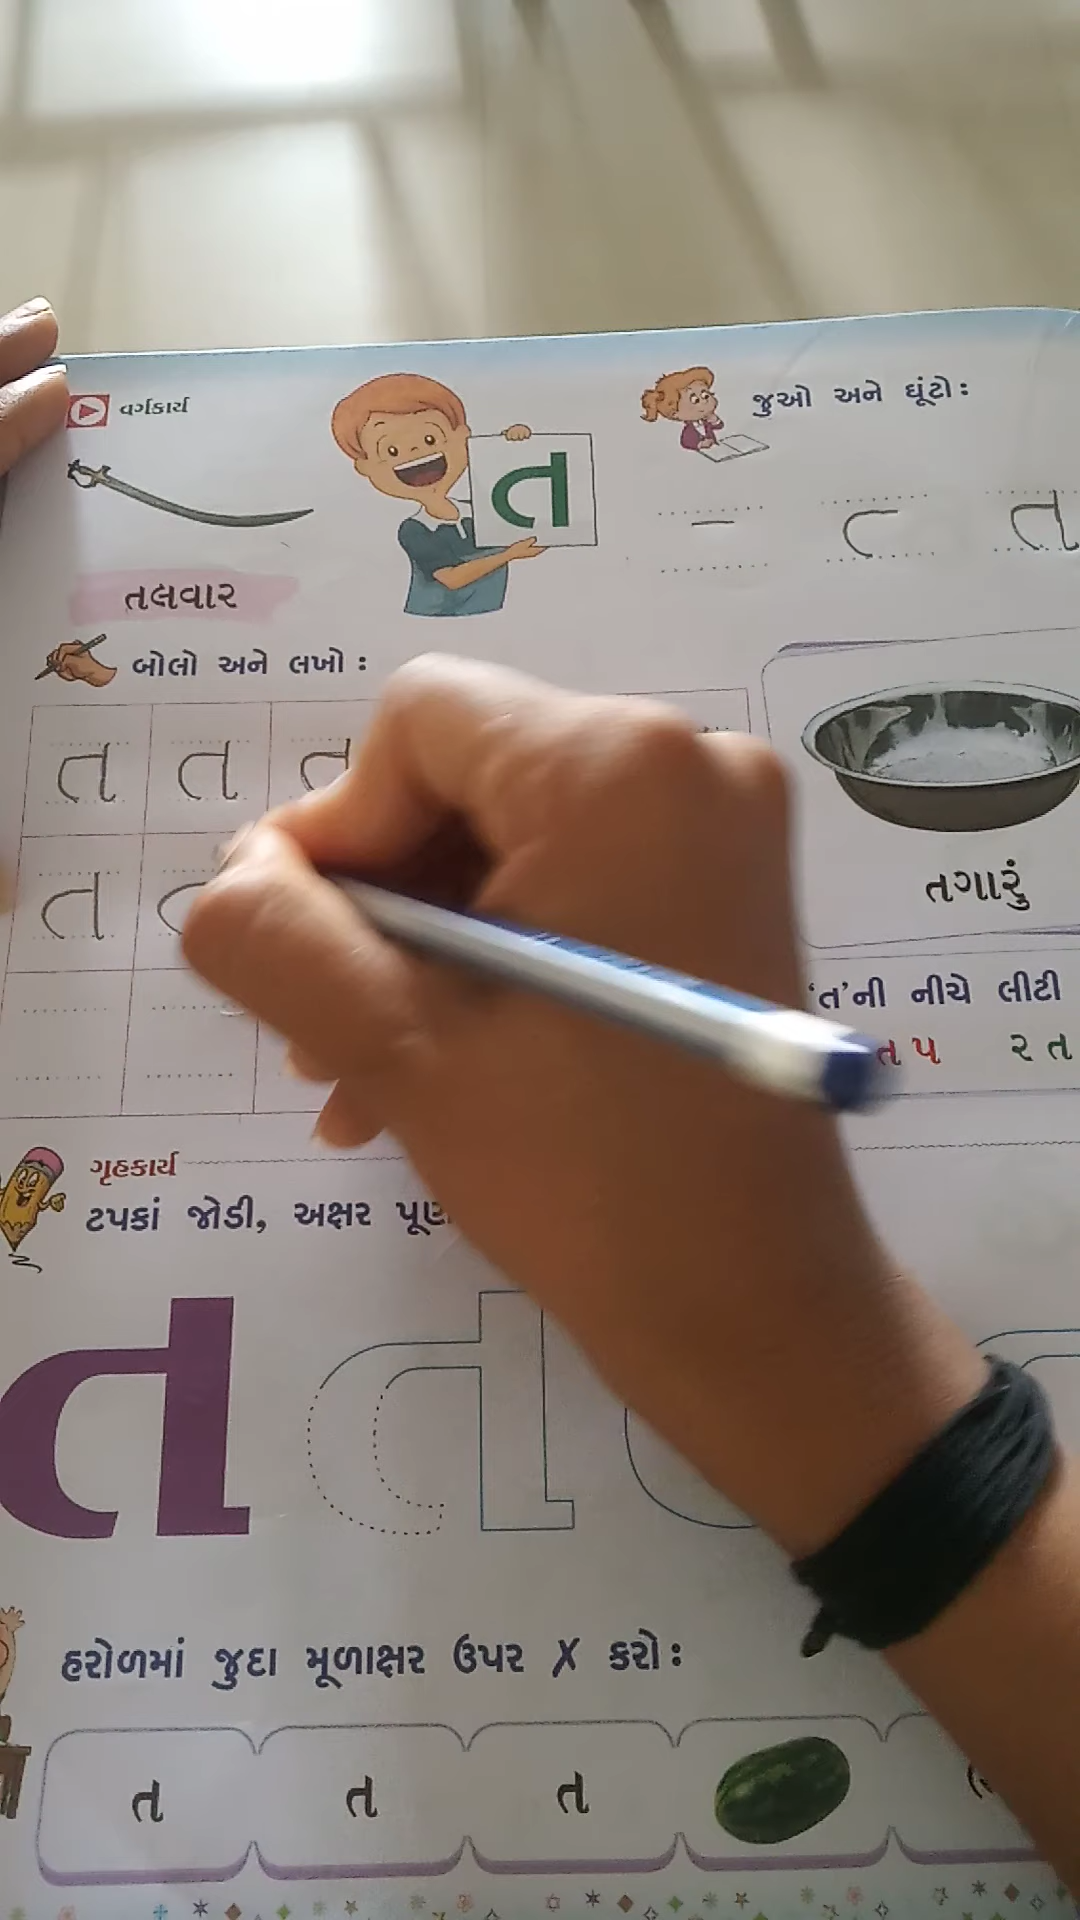 વર્ગકાર્ય
ત
જુઓ અને ઘૂંટો :
ત
તલવાર
બોલો અને લખો :
ત ત ત
ત
તગારું
‘ત’ની નીચે લીટી
ત પ ર ત
ગૃહકાર્ય
ટપકાં જોડી, અક્ષર
ત
હરોળમાં જુદા મૂળાક્ષર ઉપર X કરો :
ત ત ત